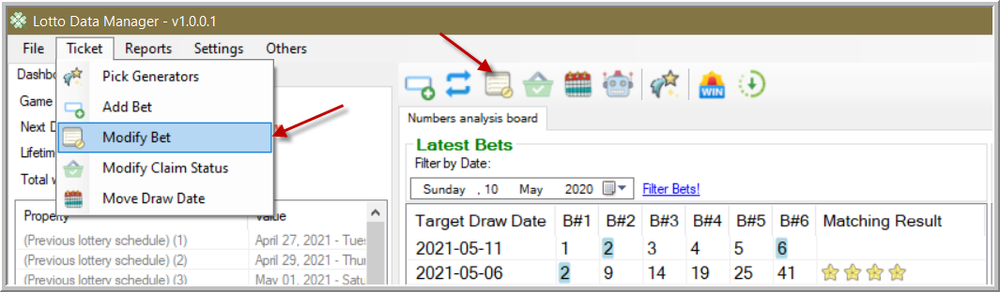 Lotto Data Manager - v1.0.0.1
File Ticket Reports Settings Others
Dashbo
Pick Generators
Game
Add Bet
Next D
Modify Bet
Lifetim
Modify Claim Status
Total w
Move Draw Date
Property Value
(Previous lottery schedule) (1) April 27, 2021 - Tues
(Previous lottery schedule) (2) April 29, 2021 - Thur
(Previous lottery schedule) (3) May 01, 2021 - Satu
WIN
Numbers analysis board
Latest Bets
Filter by Date:
Sunday , 10 May 2020 Filter Bets!
Target Draw Date B#1 B#2 B#3 B#4 B#5 B#6 Matching Result
2021-05-11 1 2 3 4 5 6
2021-05-06 2 9 14 19 25 41